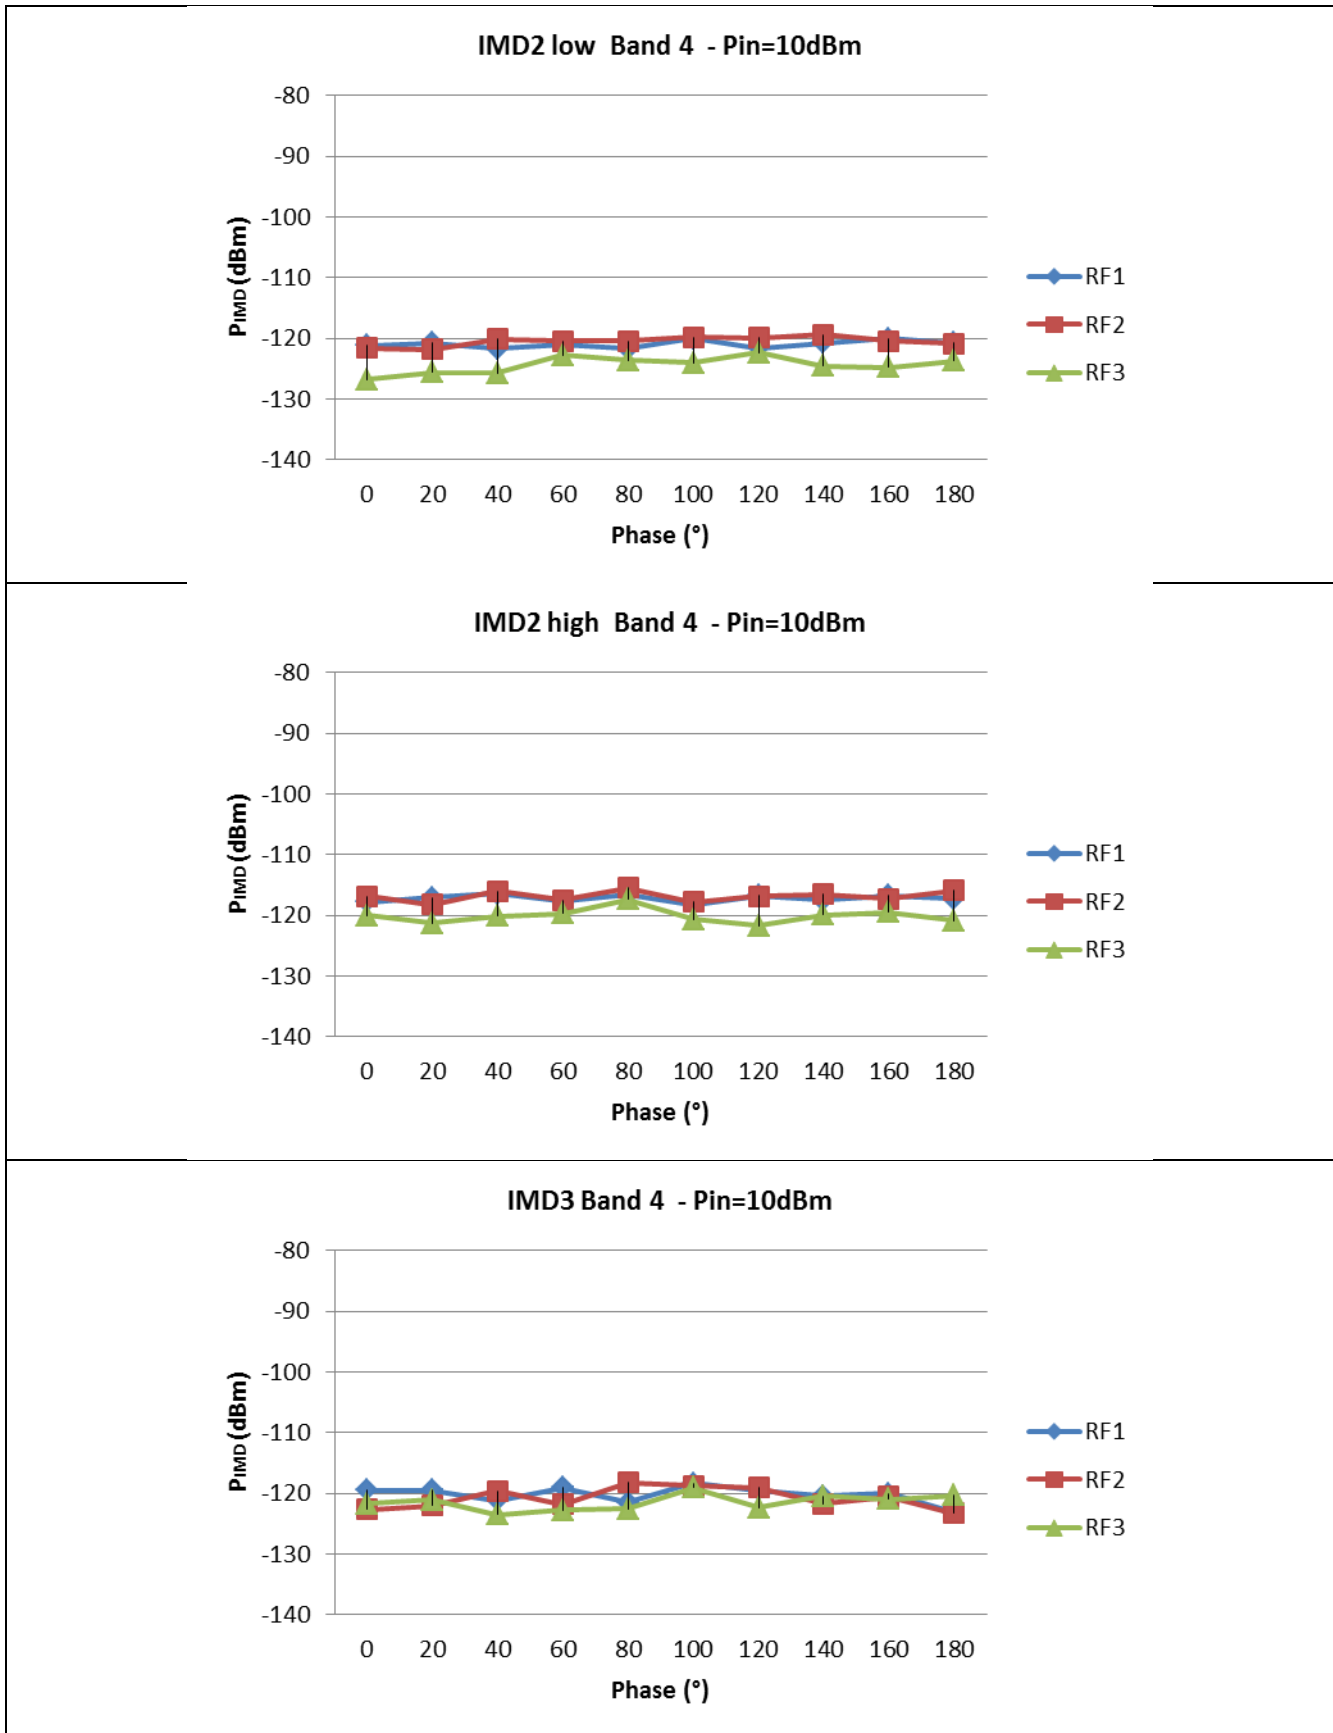 IMD2 low Band 4 - Pin=10dBm
-80
-90
-100
-110
-120
-130
-140
PIMD (dBm)
0 20 40 60 80 100 120 140 160 180
Phase (°)
RF1
RF2
RF3
IMD2 high Band 4 - Pin=10dBm
-80
-90
-100
-110
-120
-130
-140
PIMD (dBm)
0 20 40 60 80 100 120 140 160 180
Phase (°)
RF1
RF2
RF3
IMD3 Band 4 - Pin=10dBm
-80
-90
-100
-110
-120
-130
-140
PIMD (dBm)
0 20 40 60 80 100 120 140 160 180
Phase (°)
RF1
RF2
RF3